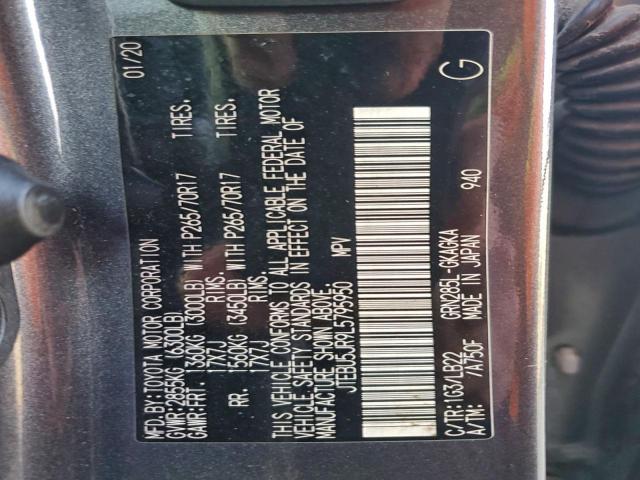 MFD.BY:TOYOTA MOTOR CORPORATION 01/20
GVWR:2855KG (6300LB)
GAWR:FRT. 1360KG (3000LB) WITH P265/70R17 TIRES.
17X7J RIMS.
RR. 1560KG (3450LB) WITH P265/70R17 TIRES.
17X7J RIMS.
THIS VEHICLE CONFORMS TO ALL APPLICABLE FEDERAL MOTOR
VEHICLE SAFETY STANDARDS IN EFFECT ON THE DATE OF
MANUFACTURE SHOWN ABOVE.
JTEBU5JR9L5795950 MPV
C/TR:1G3/LB22 GRN285L-GKAGKA 940
A/TM: /A750F MADE IN JAPAN
G